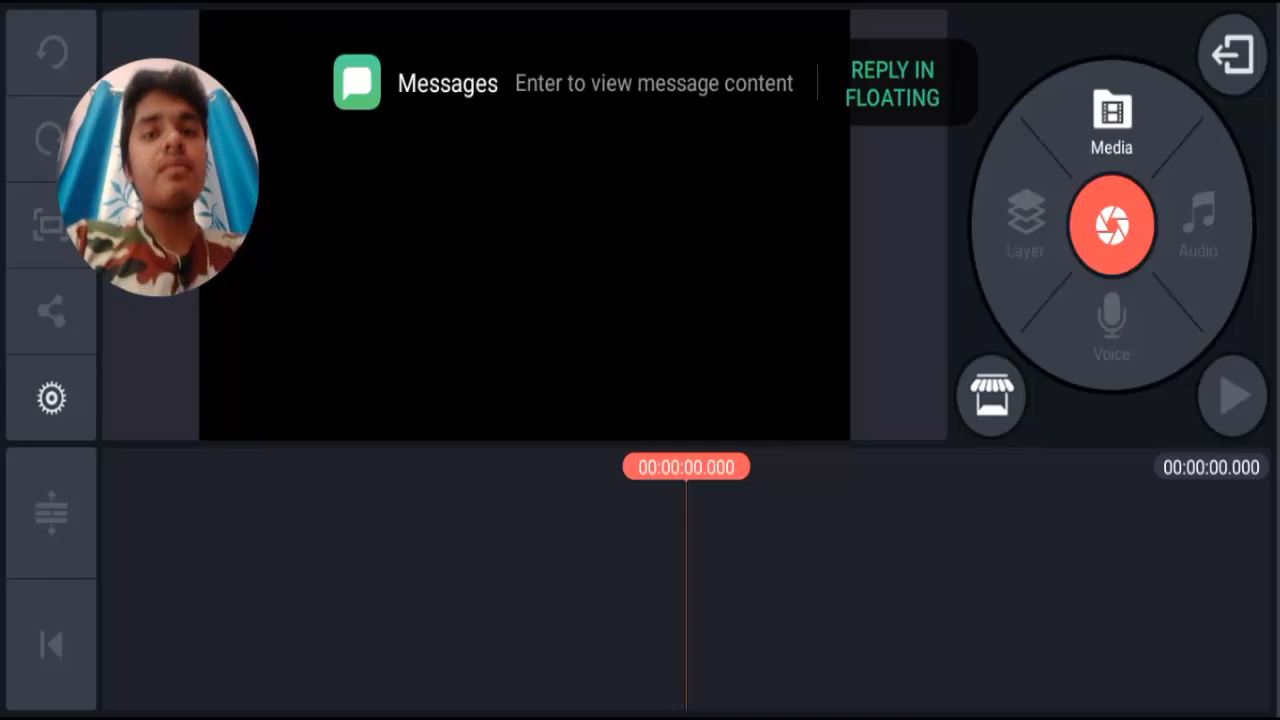 Messages Enter to view message content
REPLY IN
FLOATING
Media
Layer
Audio
Voice
00:00:00.000
00:00:00.000